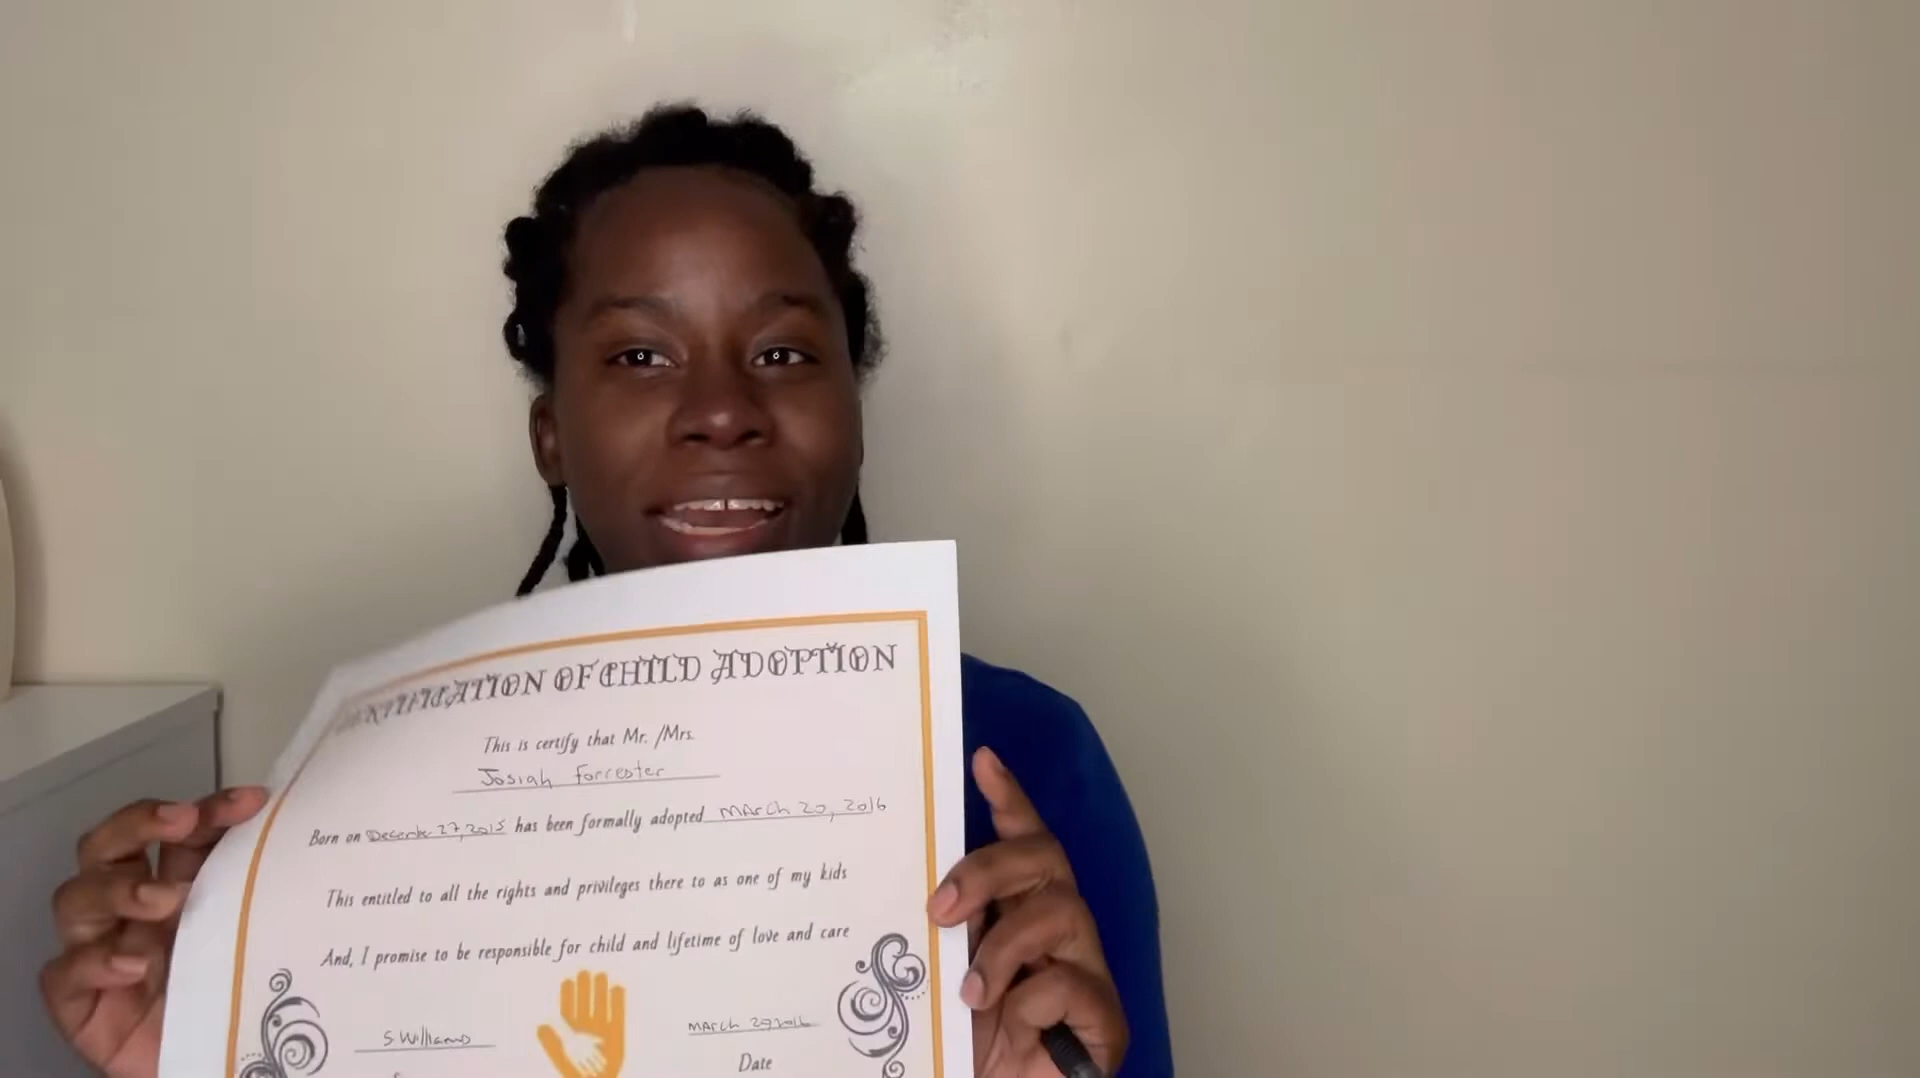 CERTIFICATION OF CHILD ADOPTION
This is certify that Mr. /Mrs.
Josiah Forrester
Born on December 27, 2015 has been formally adopted March 20, 2016
This entitled to all the rights and privileges there to as one of my kids
And, I promise to be responsible for child and lifetime of love and care
S. Williams
March 29 2016
Date